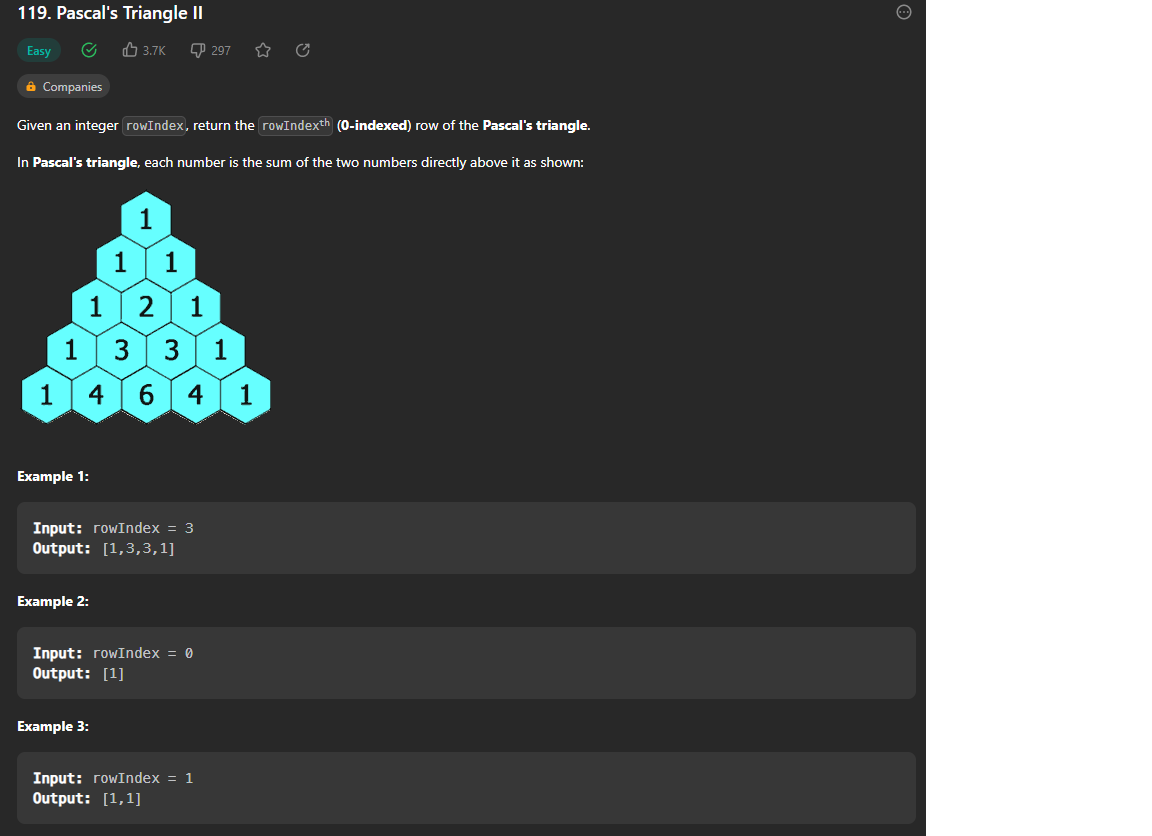 119. Pascal's Triangle II
Easy
3.7K
297
Companies
Given an integer rowIndex, return the rowIndexth (0-indexed) row of the Pascal's triangle.
In Pascal's triangle, each number is the sum of the two numbers directly above it as shown:
1
1 1
1 2 1
1 3 3 1
1 4 6 4 1
Example 1:
Input: rowIndex = 3
Output: [1,3,3,1]
Example 2:
Input: rowIndex = 0
Output: [1]
Example 3:
Input: rowIndex = 1
Output: [1,1]